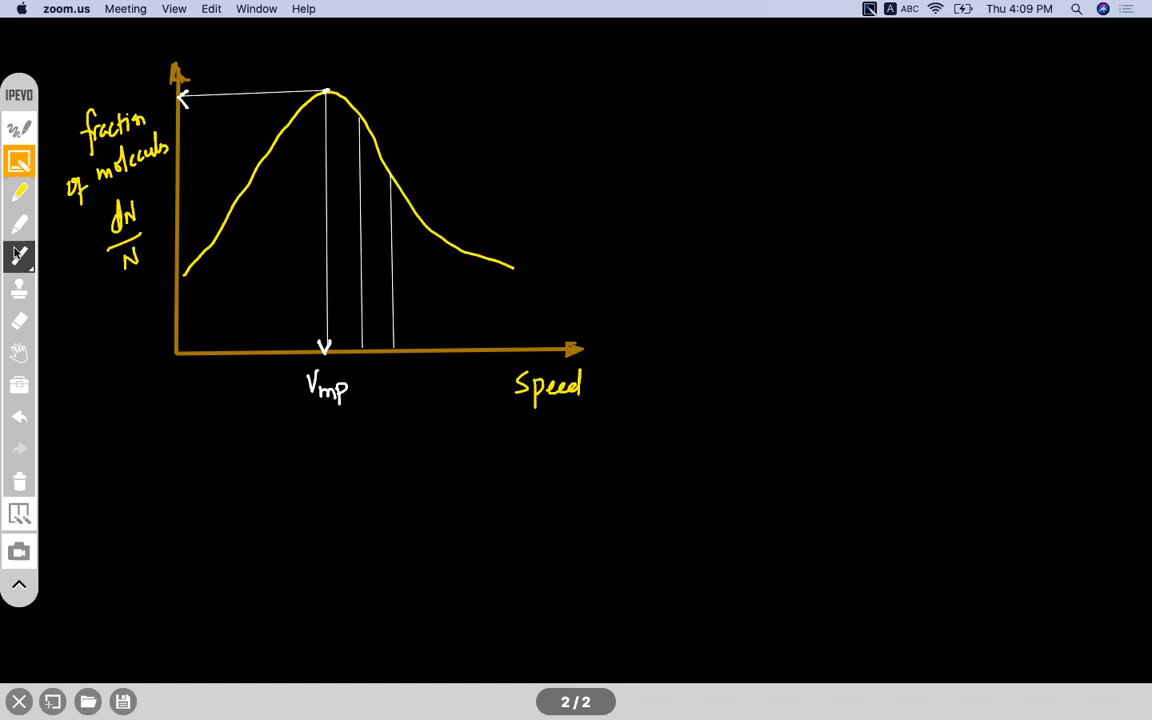 zoom.us Meeting View Edit Window Help
A ABC Thu 4:09 PM
IPEVO
fraction
of molecules
dN
N
Vmp
Speed
2 / 2